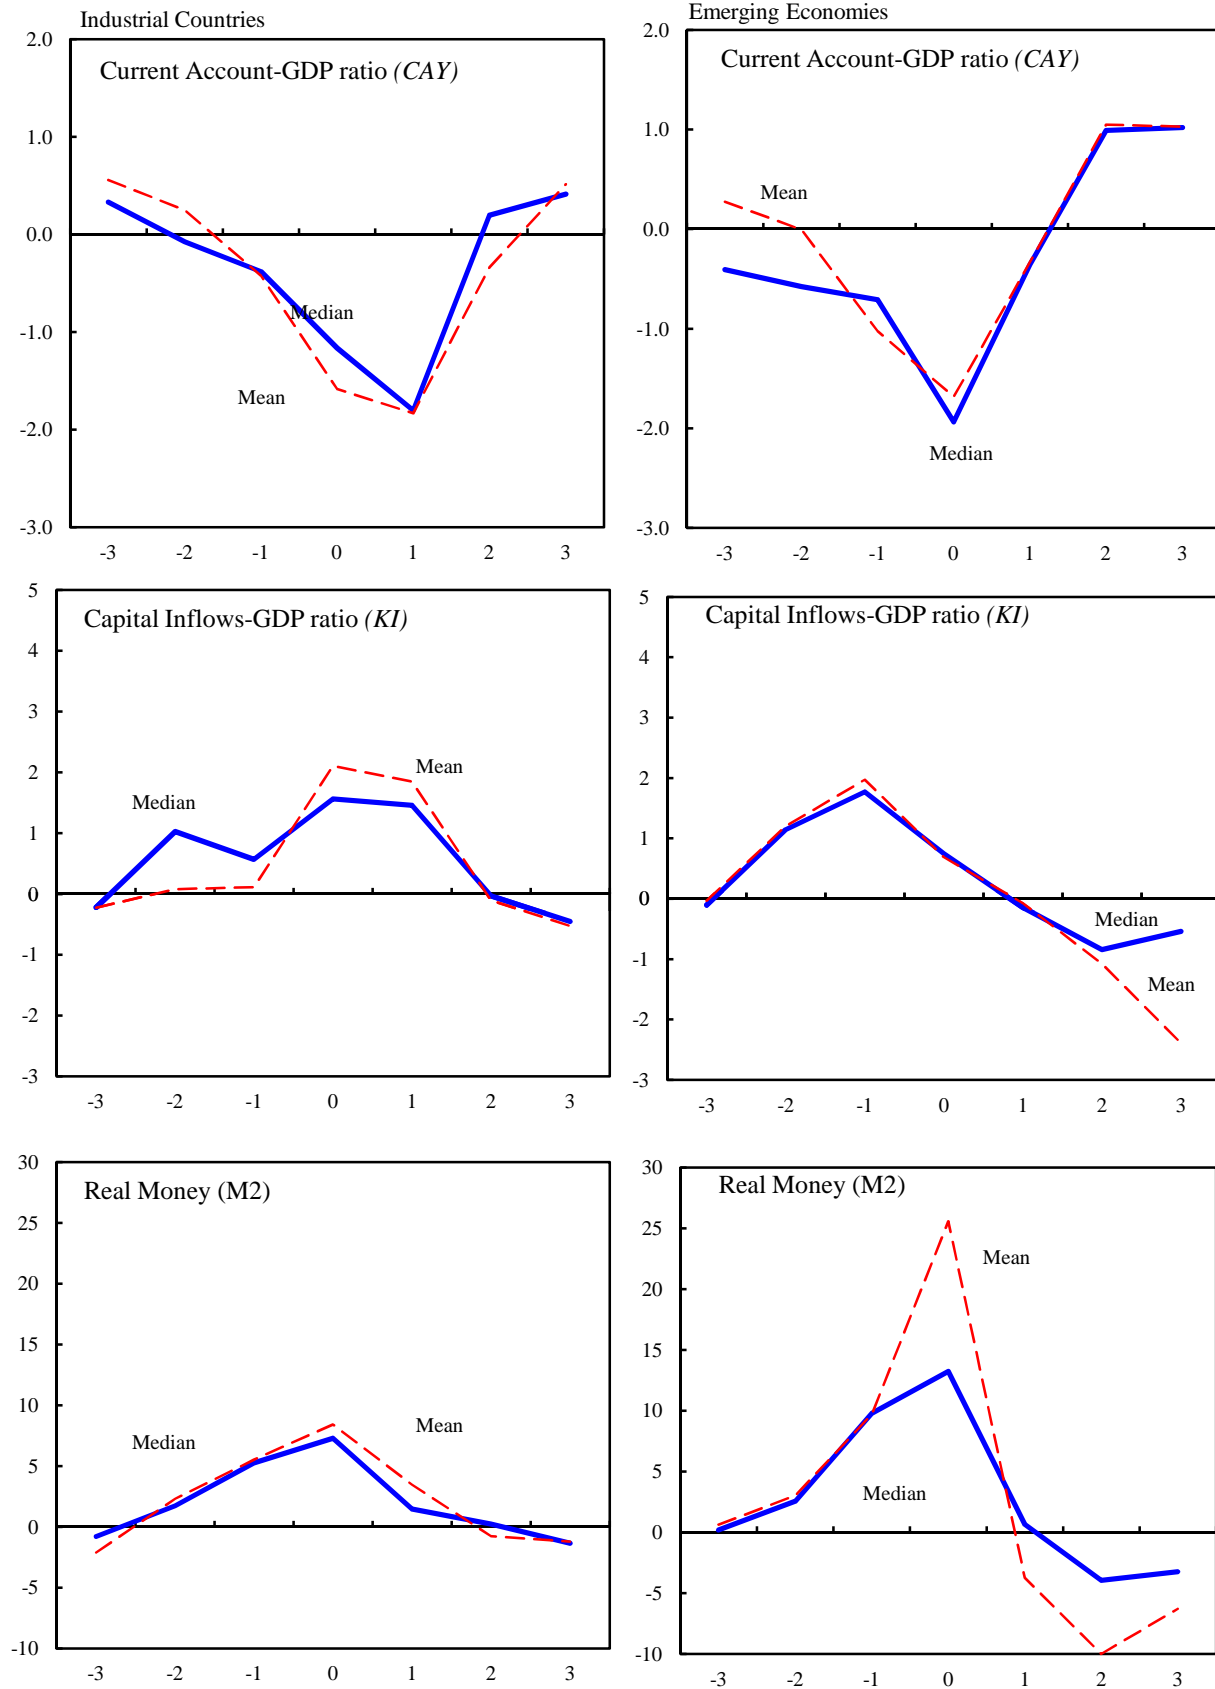 Industrial Countries
Emerging Economies
Current Account-GDP ratio (CAY)
2.0
1.0
0.0
-1.0
-2.0
-3.0
Median
Mean
-3 -2 -1 0 1 2 3
Current Account-GDP ratio (CAY)
2.0
1.0
0.0
-1.0
-2.0
-3.0
Mean
Median
-3 -2 -1 0 1 2 3
Capital Inflows-GDP ratio (KI)
5
4
3
2
1
0
-1
-2
-3
Mean
Median
-3 -2 -1 0 1 2 3
Capital Inflows-GDP ratio (KI)
5
4
3
2
1
0
-1
-2
-3
Median
Mean
-3 -2 -1 0 1 2 3
Real Money (M2)
30
25
20
15
10
5
0
-5
-10
Mean
Median
-3 -2 -1 0 1 2 3
Real Money (M2)
30
25
20
15
10
5
0
-5
-10
Mean
Median
-3 -2 -1 0 1 2 3